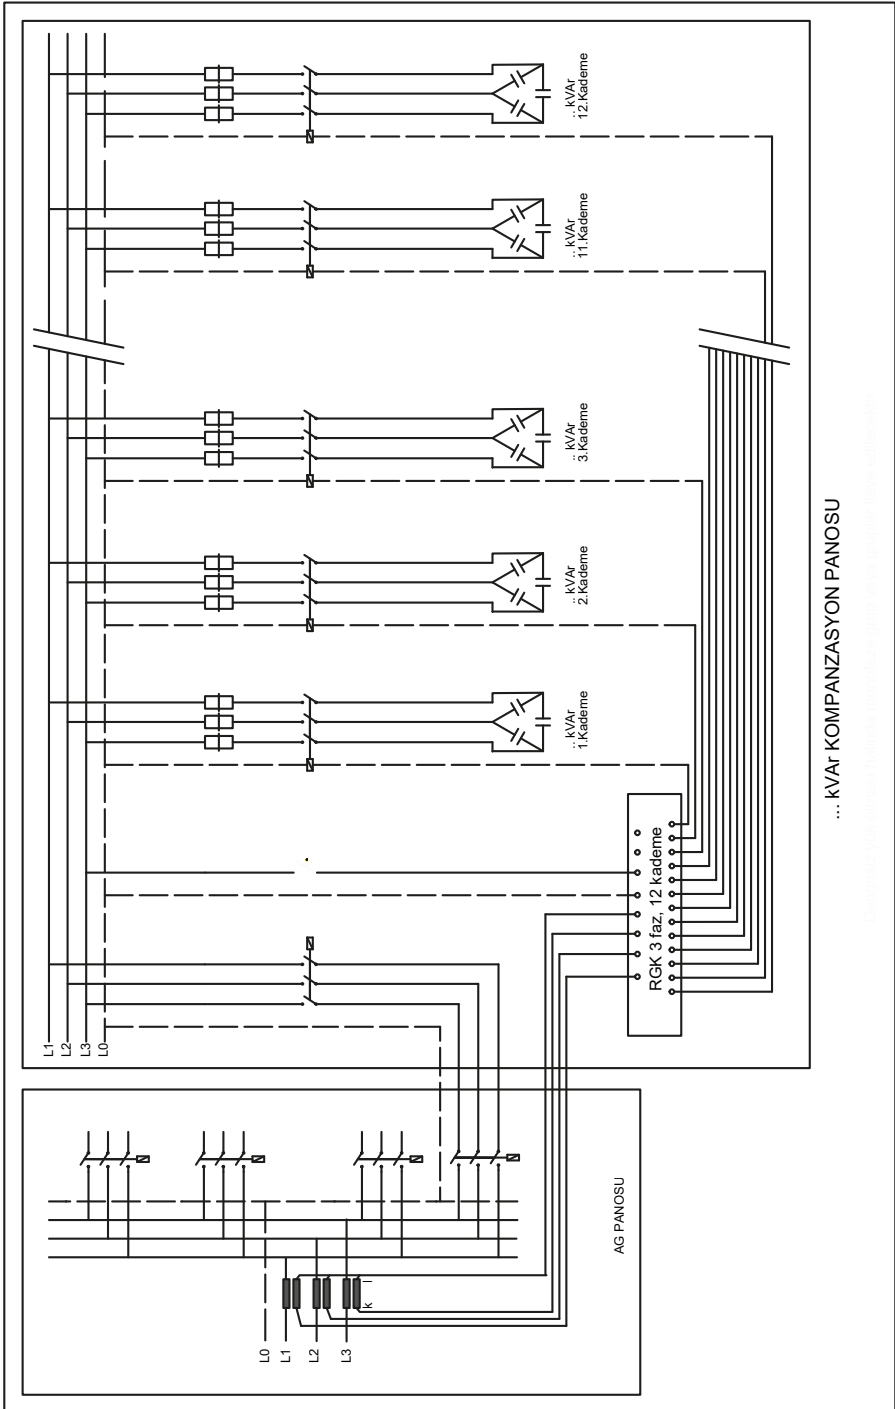 L1
L2
L3
L0
L0
L1
L2
L3
k
l
.. kVAr
1.Kademe
.. kVAr
2.Kademe
.. kVAr
3.Kademe
.. kVAr
11.Kademe
.. kVAr
12.Kademe
AG PANOSU
RGK 3 faz, 12 kademe
... kVAr KOMPANZASYON PANOSU